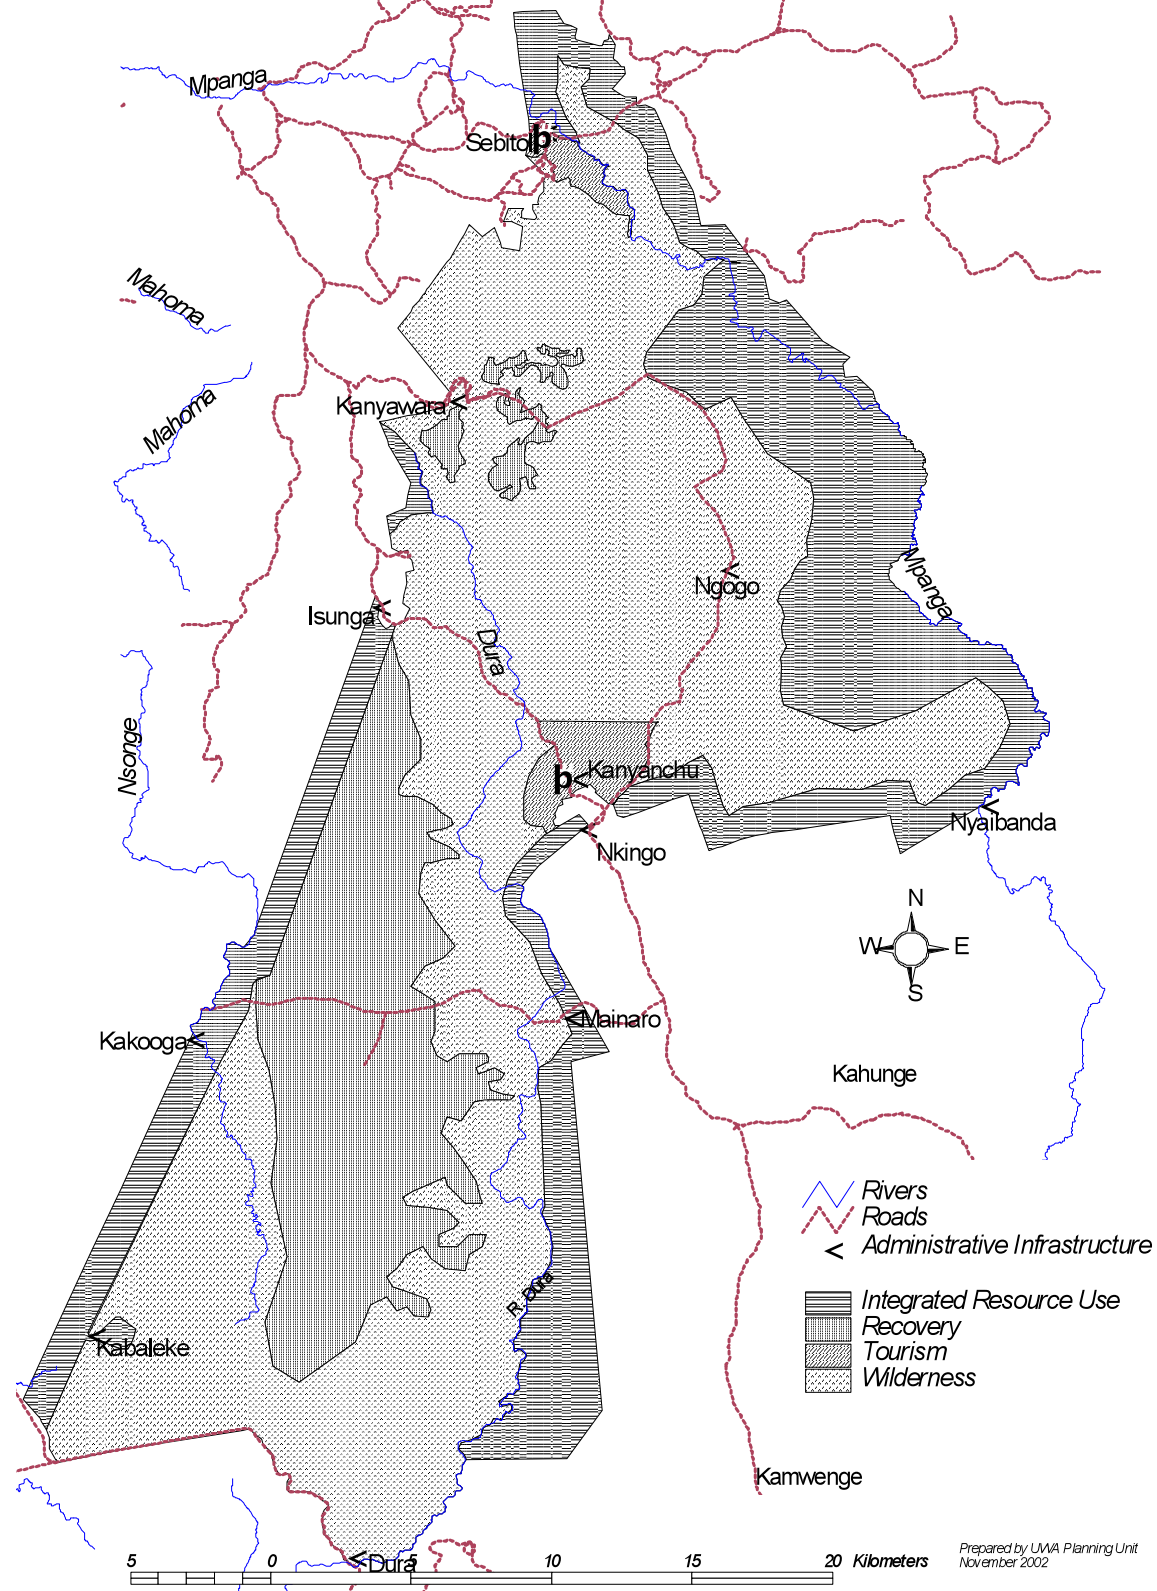 Mpanga
Sebitoli
b
Mahoma
Mahoma
Kanyawara
Mpanga
Ngogo
Isunga
Dura
Nsonge
b
Kanyanchu
Nyaibanda
Nkingo
N
W
E
S
Mainaro
Kakooga
Kahunge
Rivers
Roads
Administrative Infrastructure
R. Dura
Integrated Resource Use
Recovery
Kabaleke
Tourism
Wilderness
Kamwenge
Dura
5 0 5 10 15 20 Kilometers
Prepared by UWA Planning Unit
November 2002